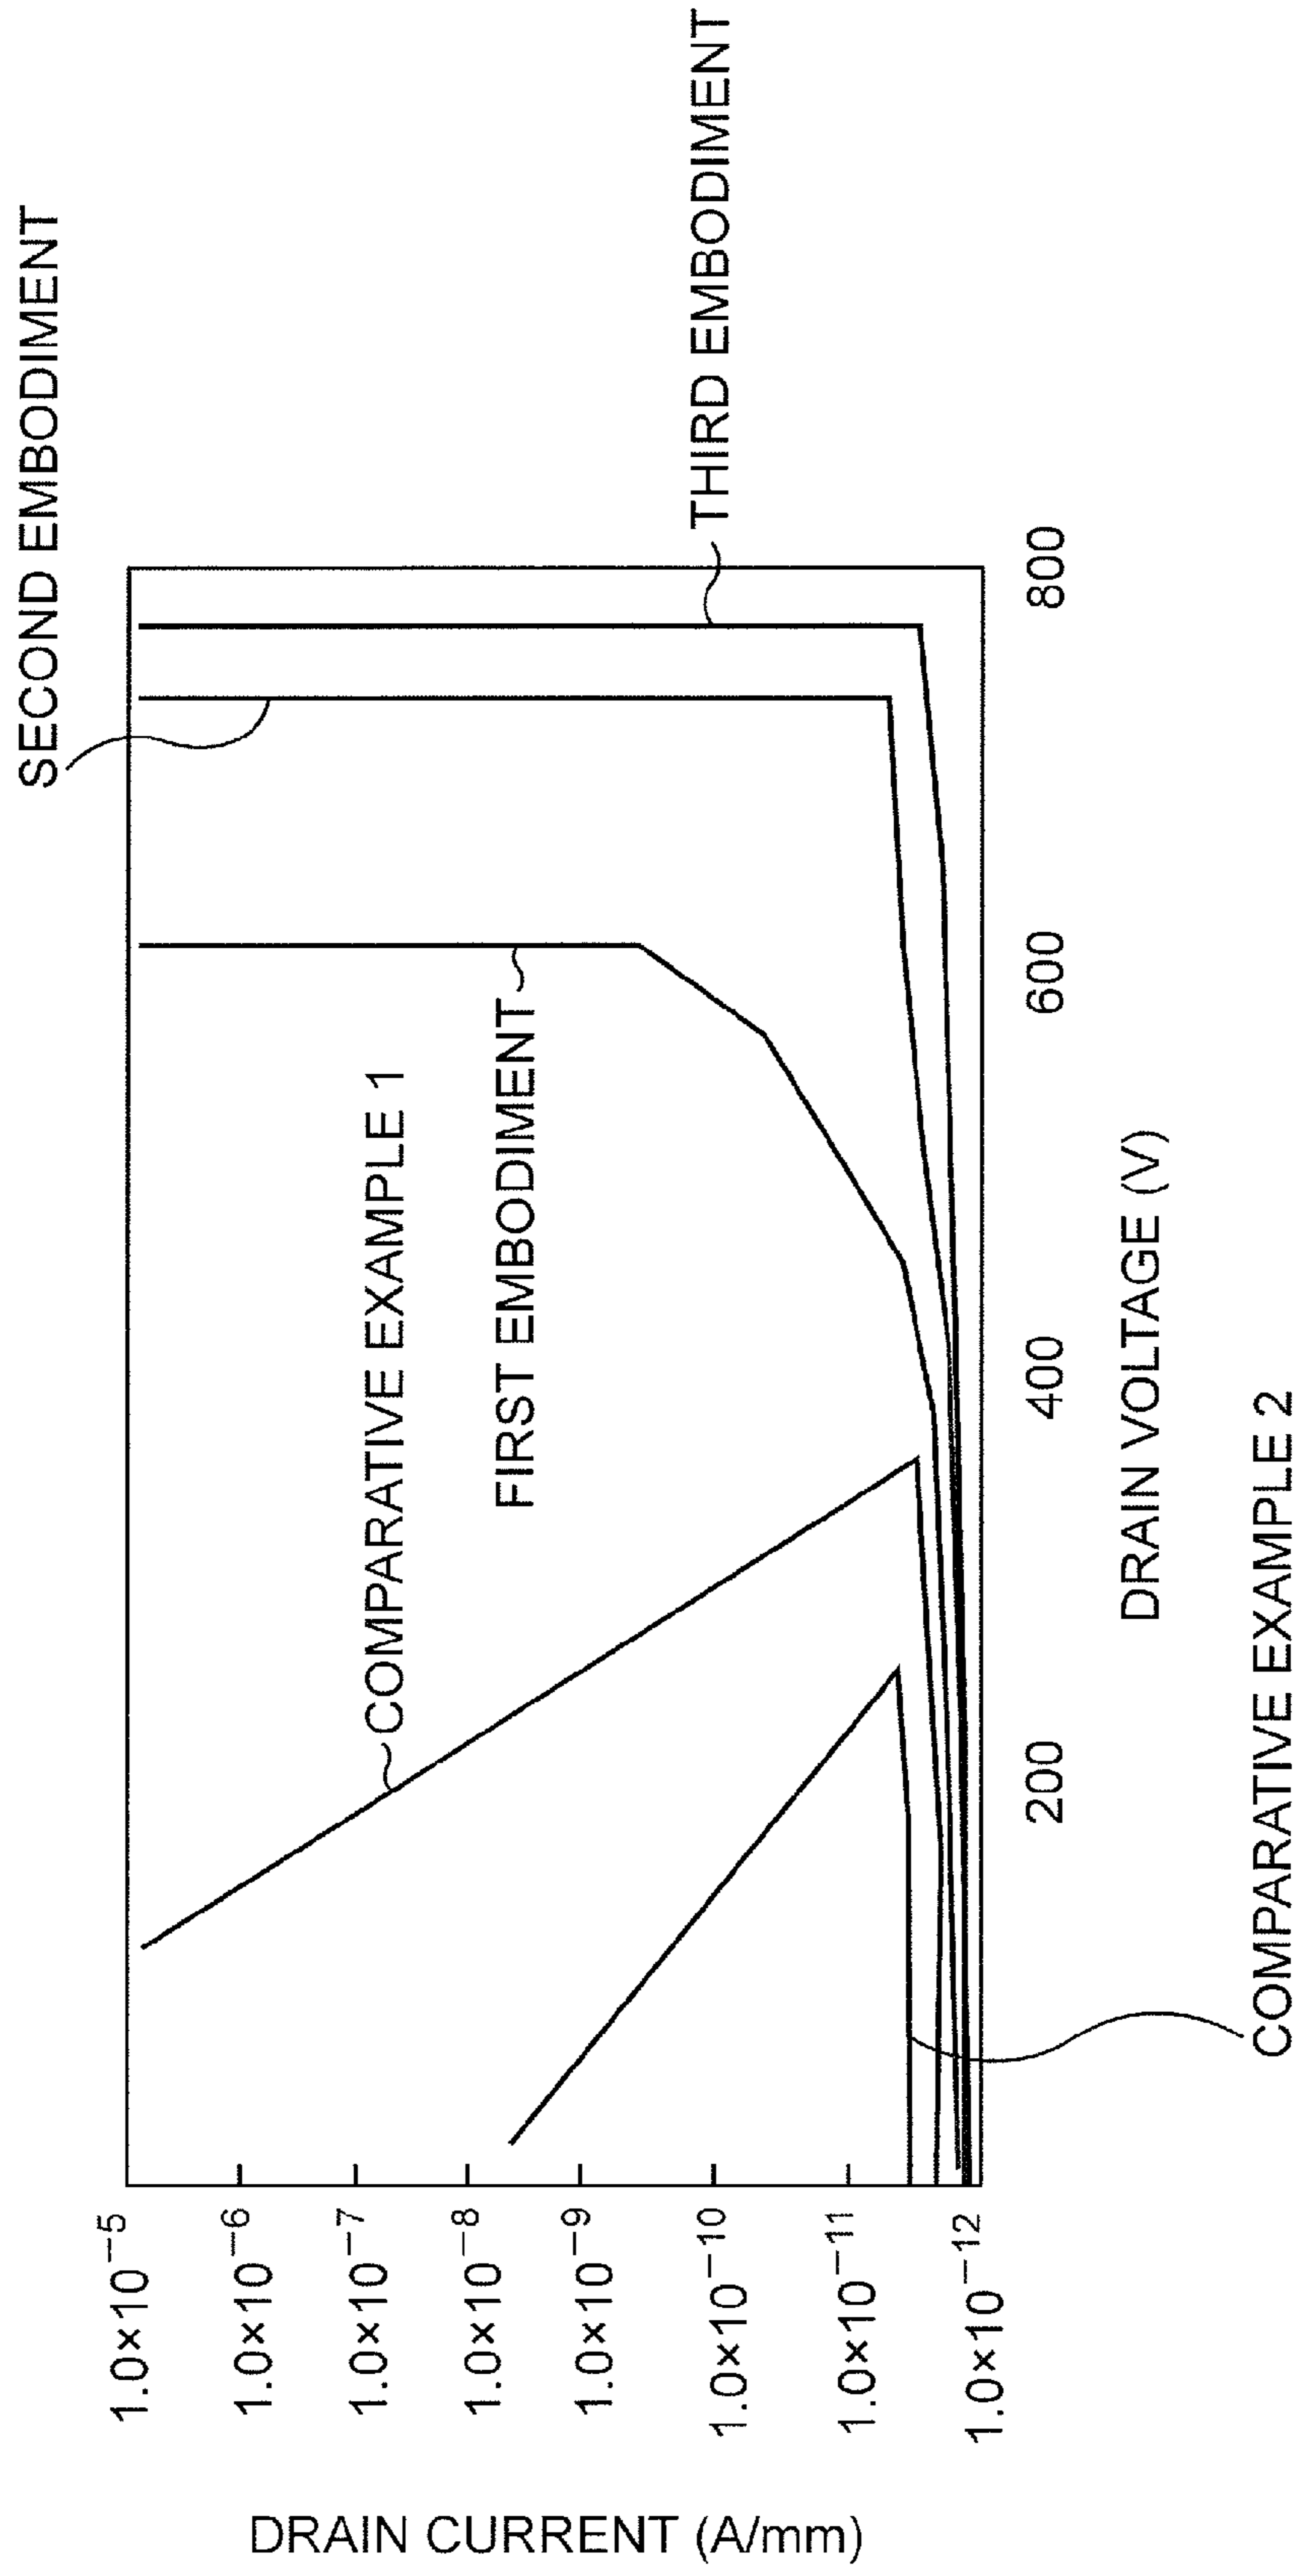 SECOND EMBODIMENT
THIRD EMBODIMENT
COMPARATIVE EXAMPLE 1
FIRST EMBODIMENT
DRAIN CURRENT (A/mm)
1.0×10−5
1.0×10−6
1.0×10−7
1.0×10−8
1.0×10−9
1.0×10−10
1.0×10−11
1.0×10−12
200
400
600
800
DRAIN VOLTAGE (V)
COMPARATIVE EXAMPLE 2